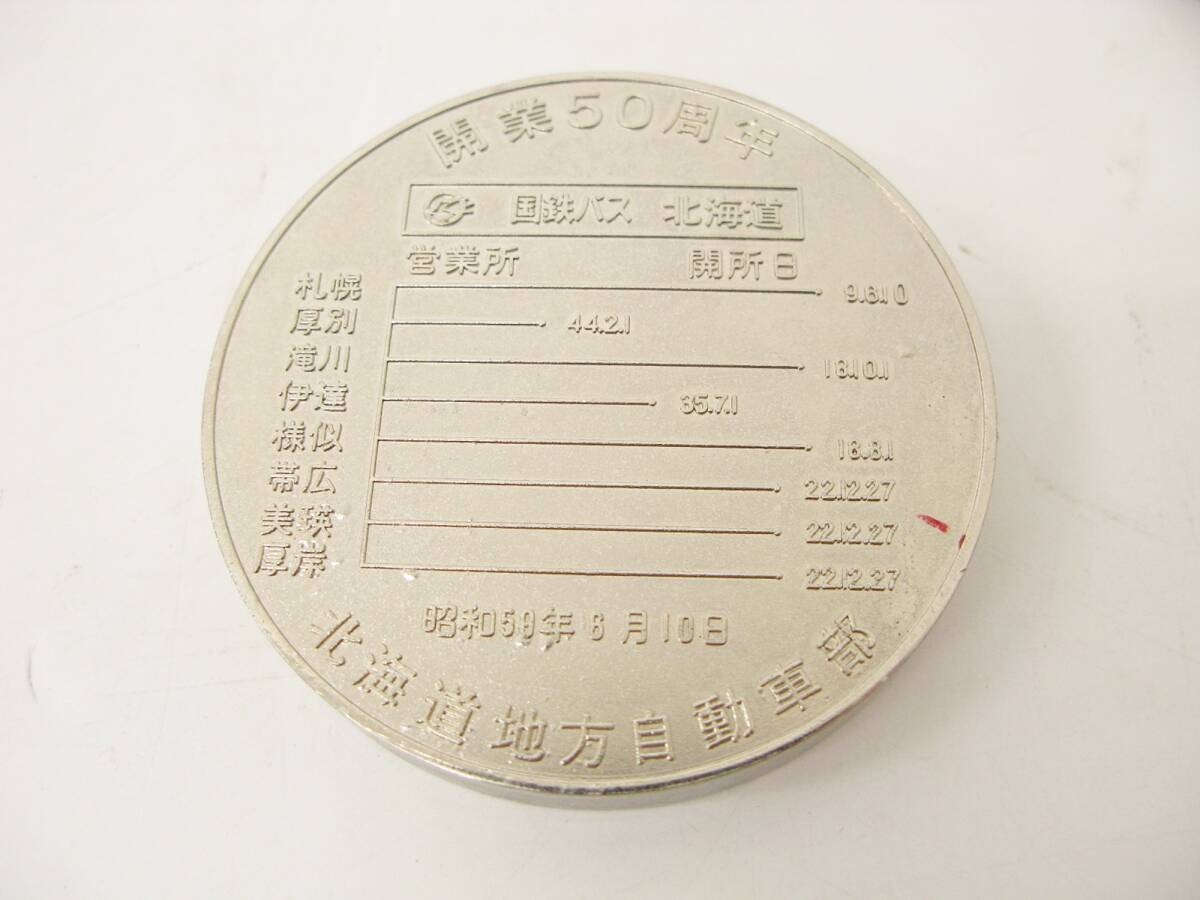 開業50周年
国鉄バス 北海道
営業所 開所日
札幌 9.6.10
厚別 44.2.1
滝川 18.10.1
伊達 35.7.1
様似 18.8.1
帯広 22.12.27
美瑛 22.12.27
厚岸 22.12.27
昭和59年6月10日
北海道地方自動車部